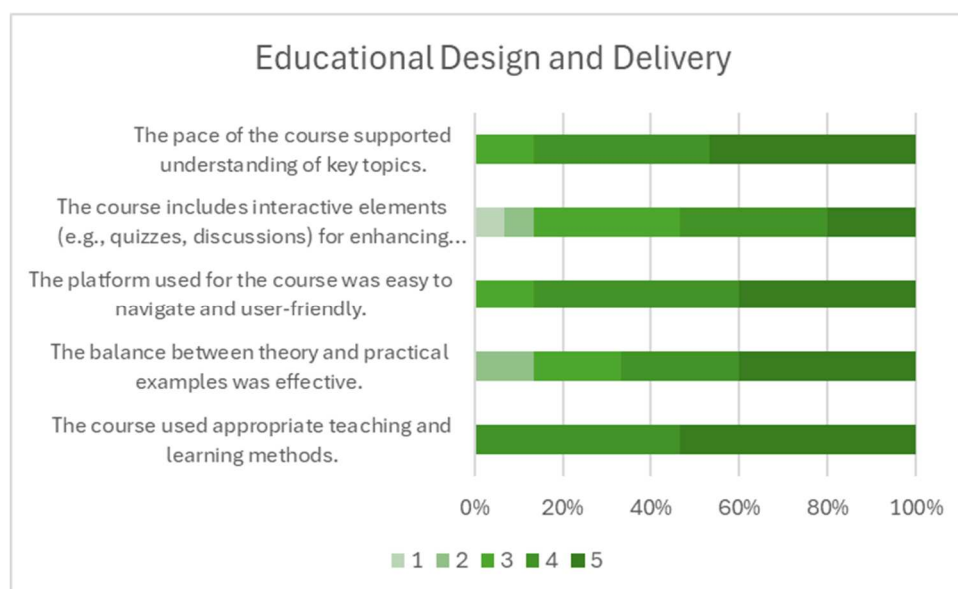 Educational Design and Delivery
The pace of the course supported
understanding of key topics.
The course includes interactive elements
(e.g., quizzes, discussions) for enhancing...
The platform used for the course was easy to
navigate and user-friendly.
The balance between theory and practical
examples was effective.
The course used appropriate teaching and
learning methods.
0% 20% 40% 60% 80% 100%
1 2 3 4 5